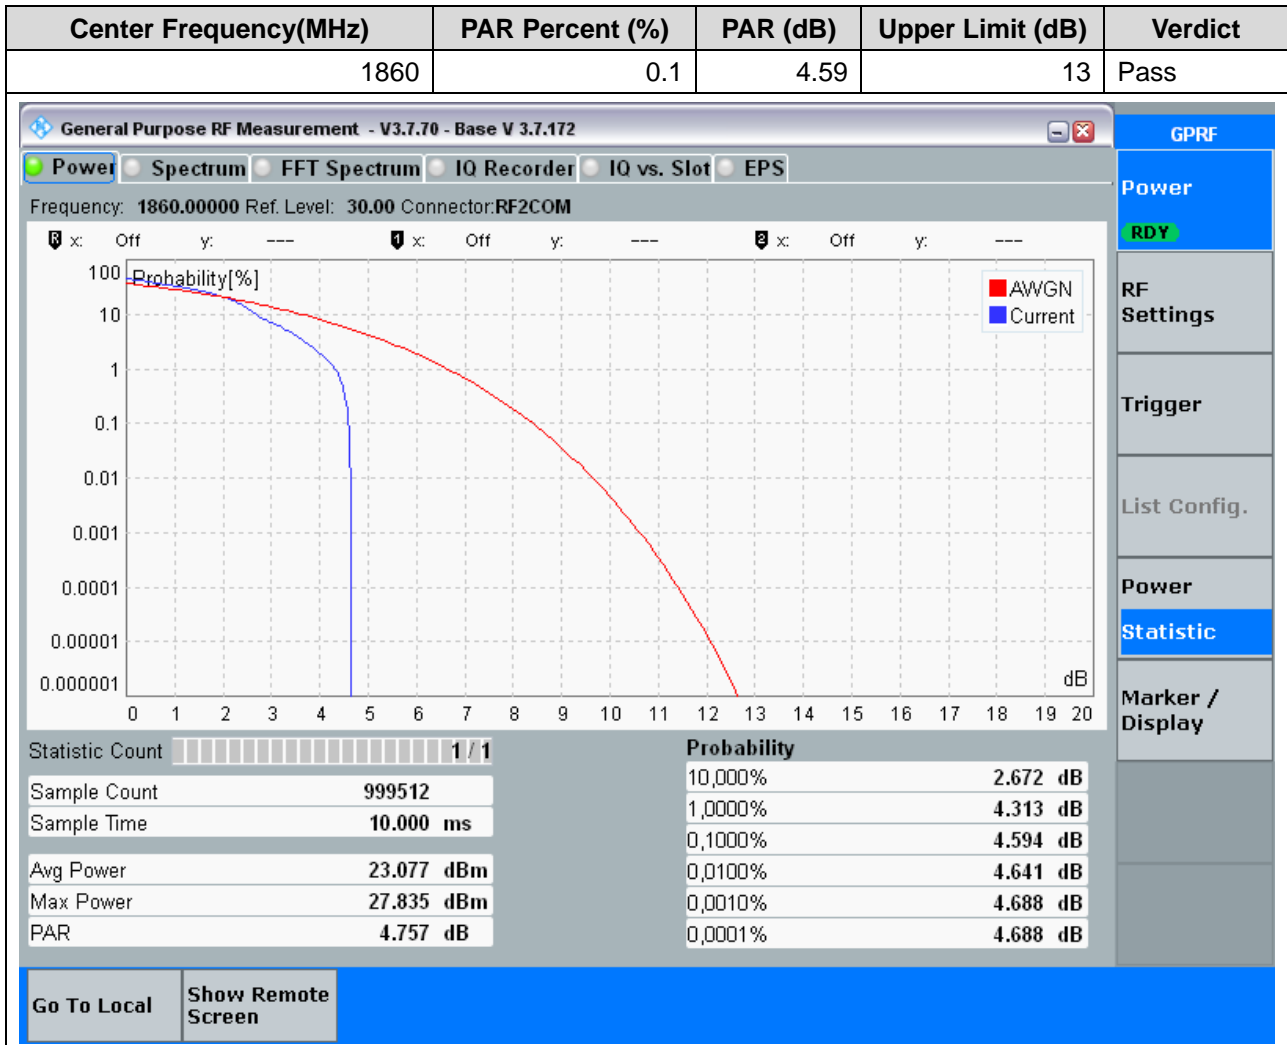 Center Frequency(MHz) PAR Percent (%) PAR (dB) Upper Limit (dB) Verdict
1860 0.1 4.59 13 Pass
General Purpose RF Measurement - V3.7.70 - Base V 3.7.172
GPRF
Power Spectrum FFT Spectrum IQ Recorder IQ vs. Slot EPS
Power
RDY
Frequency: 1860.00000 Ref. Level: 30.00 Connector:RF2COM
R x: Off y: --- 1 x: Off y: --- 2 x: Off y: ---
Probability[%]
AWGN
Current
100
10
1
0.1
0.01
0.001
0.0001
0.00001
0.000001
dB
0 1 2 3 4 5 6 7 8 9 10 11 12 13 14 15 16 17 18 19 20
RF
Settings
Trigger
List Config.
Power
Statistic
Marker /
Display
Statistic Count 1 / 1
Sample Count 999512
Sample Time 10.000 ms
Avg Power 23.077 dBm
Max Power 27.835 dBm
PAR 4.757 dB
Probability
10,000% 2.672 dB
1,0000% 4.313 dB
0,1000% 4.594 dB
0,0100% 4.641 dB
0,0010% 4.688 dB
0,0001% 4.688 dB
Go To Local
Show Remote
Screen